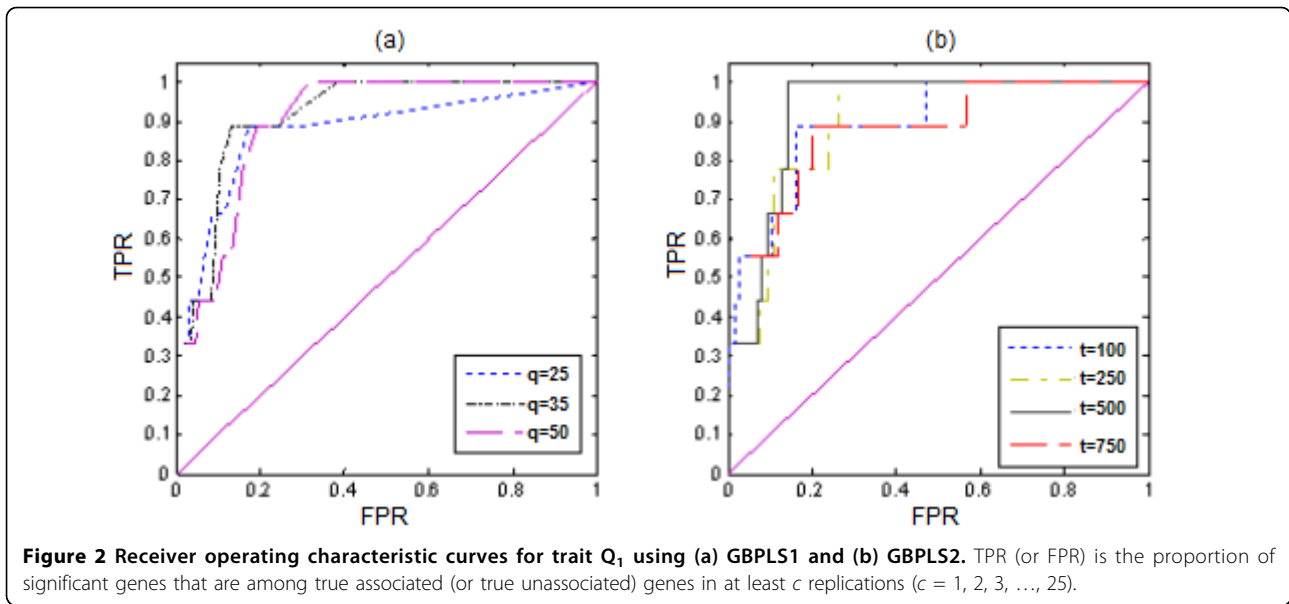 (a)
1
0.9
0.8
0.7
0.6
0.5
0.4
0.3
0.2
0.1
0
TPR
0 0.2 0.4 0.6 0.8 1
FPR
q=25
q=35
q=50
(b)
1
0.9
0.8
0.7
0.6
0.5
0.4
0.3
0.2
0.1
0
TPR
0 0.2 0.4 0.6 0.8 1
FPR
t=100
t=250
t=500
t=750
Figure 2 Receiver operating characteristic curves for trait Q₁ using (a) GBPLS1 and (b) GBPLS2. TPR (or FPR) is the proportion of
significant genes that are among true associated (or true unassociated) genes in at least c replications (c = 1, 2, 3, ..., 25).